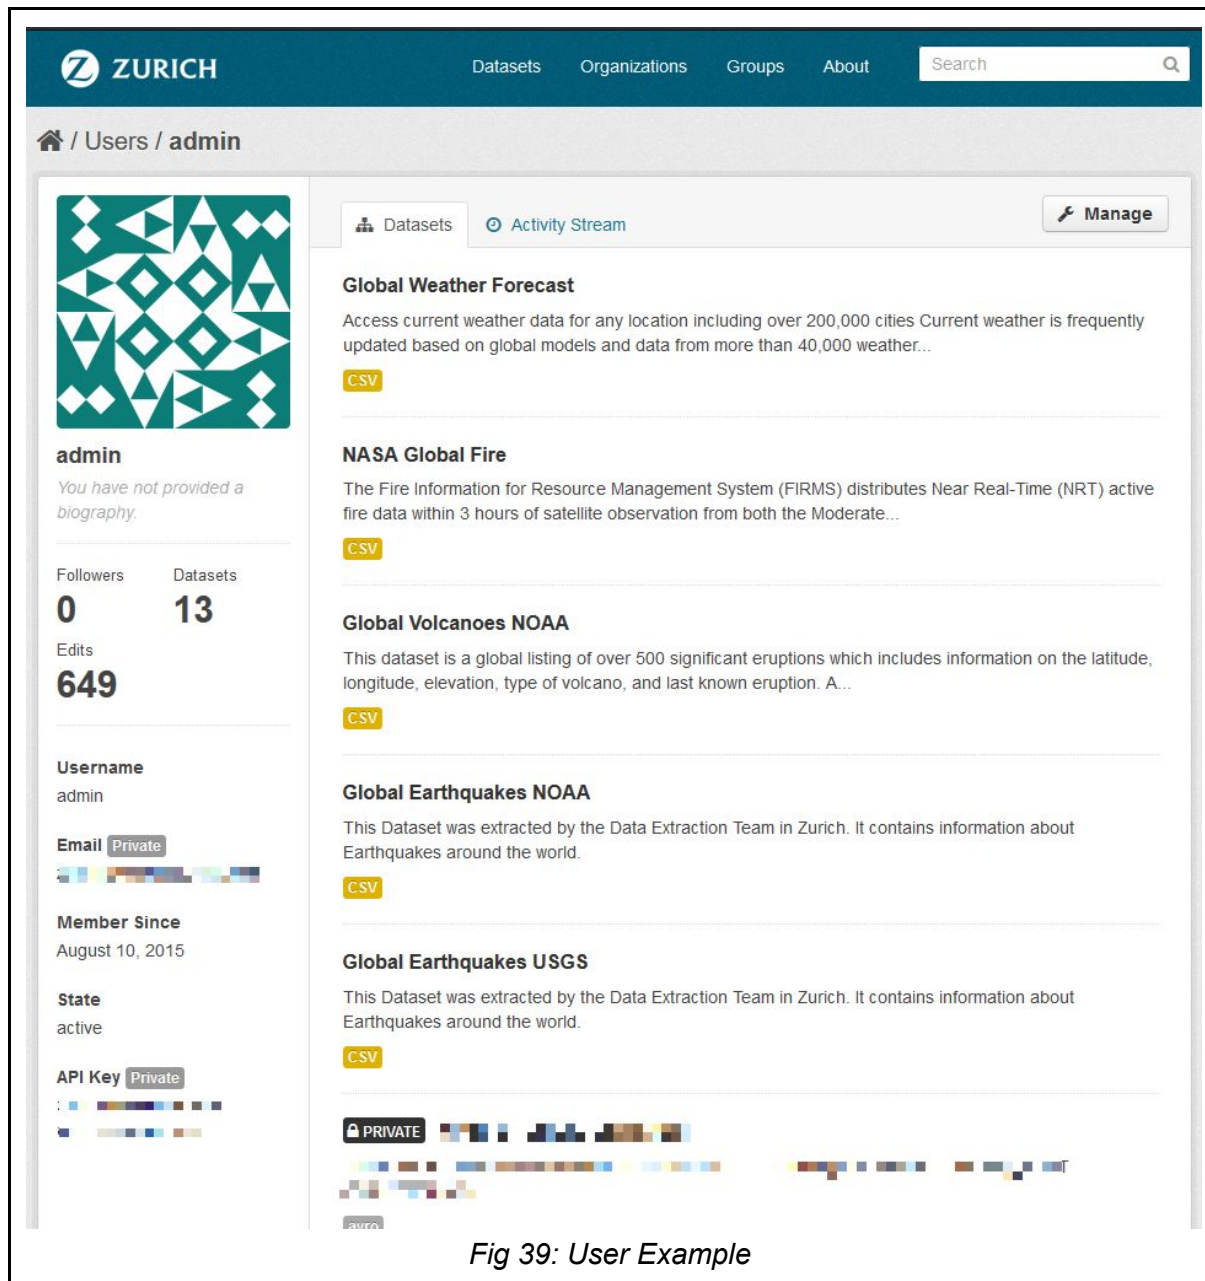 ZURICH
Datasets Organizations Groups About Search
/ Users / admin
admin
You have not provided a
biography.
Followers Datasets
0 13
Edits
649
Username
admin
Email Private
Member Since
August 10, 2015
State
active
API Key Private
Datasets Activity Stream Manage
Global Weather Forecast
Access current weather data for any location including over 200,000 cities Current weather is frequently
updated based on global models and data from more than 40,000 weather...
CSV
NASA Global Fire
The Fire Information for Resource Management System (FIRMS) distributes Near Real-Time (NRT) active
fire data within 3 hours of satellite observation from both the Moderate...
CSV
Global Volcanoes NOAA
This dataset is a global listing of over 500 significant eruptions which includes information on the latitude,
longitude, elevation, type of volcano, and last known eruption. A...
CSV
Global Earthquakes NOAA
This Dataset was extracted by the Data Extraction Team in Zurich. It contains information about
Earthquakes around the world.
CSV
Global Earthquakes USGS
This Dataset was extracted by the Data Extraction Team in Zurich. It contains information about
Earthquakes around the world.
CSV
PRIVATE
avro
Fig 39: User Example